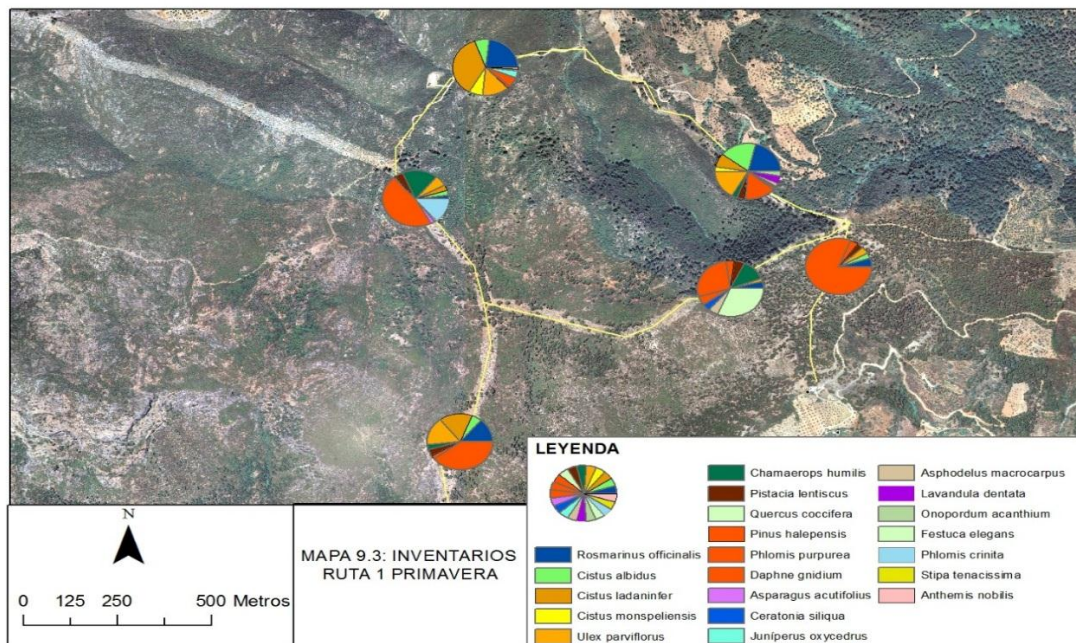 LEYENDA
Rosmarinus officinalis
Cistus albidus
Cistus ladaninfer
Cistus monspeliensis
Ulex parviflorus
Chamaerops humilis
Pistacia lentiscus
Quercus coccifera
Pinus halepensis
Phlomis purpurea
Daphne gnidium
Asparagus acutifolius
Ceratonia siliqua
Juníperus oxycedrus
Asphodelus macrocarpus
Lavandula dentata
Onopordum acanthium
Festuca elegans
Phlomis crinita
Stipa tenacissima
Anthemis nobilis
N
0 125 250 500 Metros
MAPA 9.3: INVENTARIOS
RUTA 1 PRIMAVERA